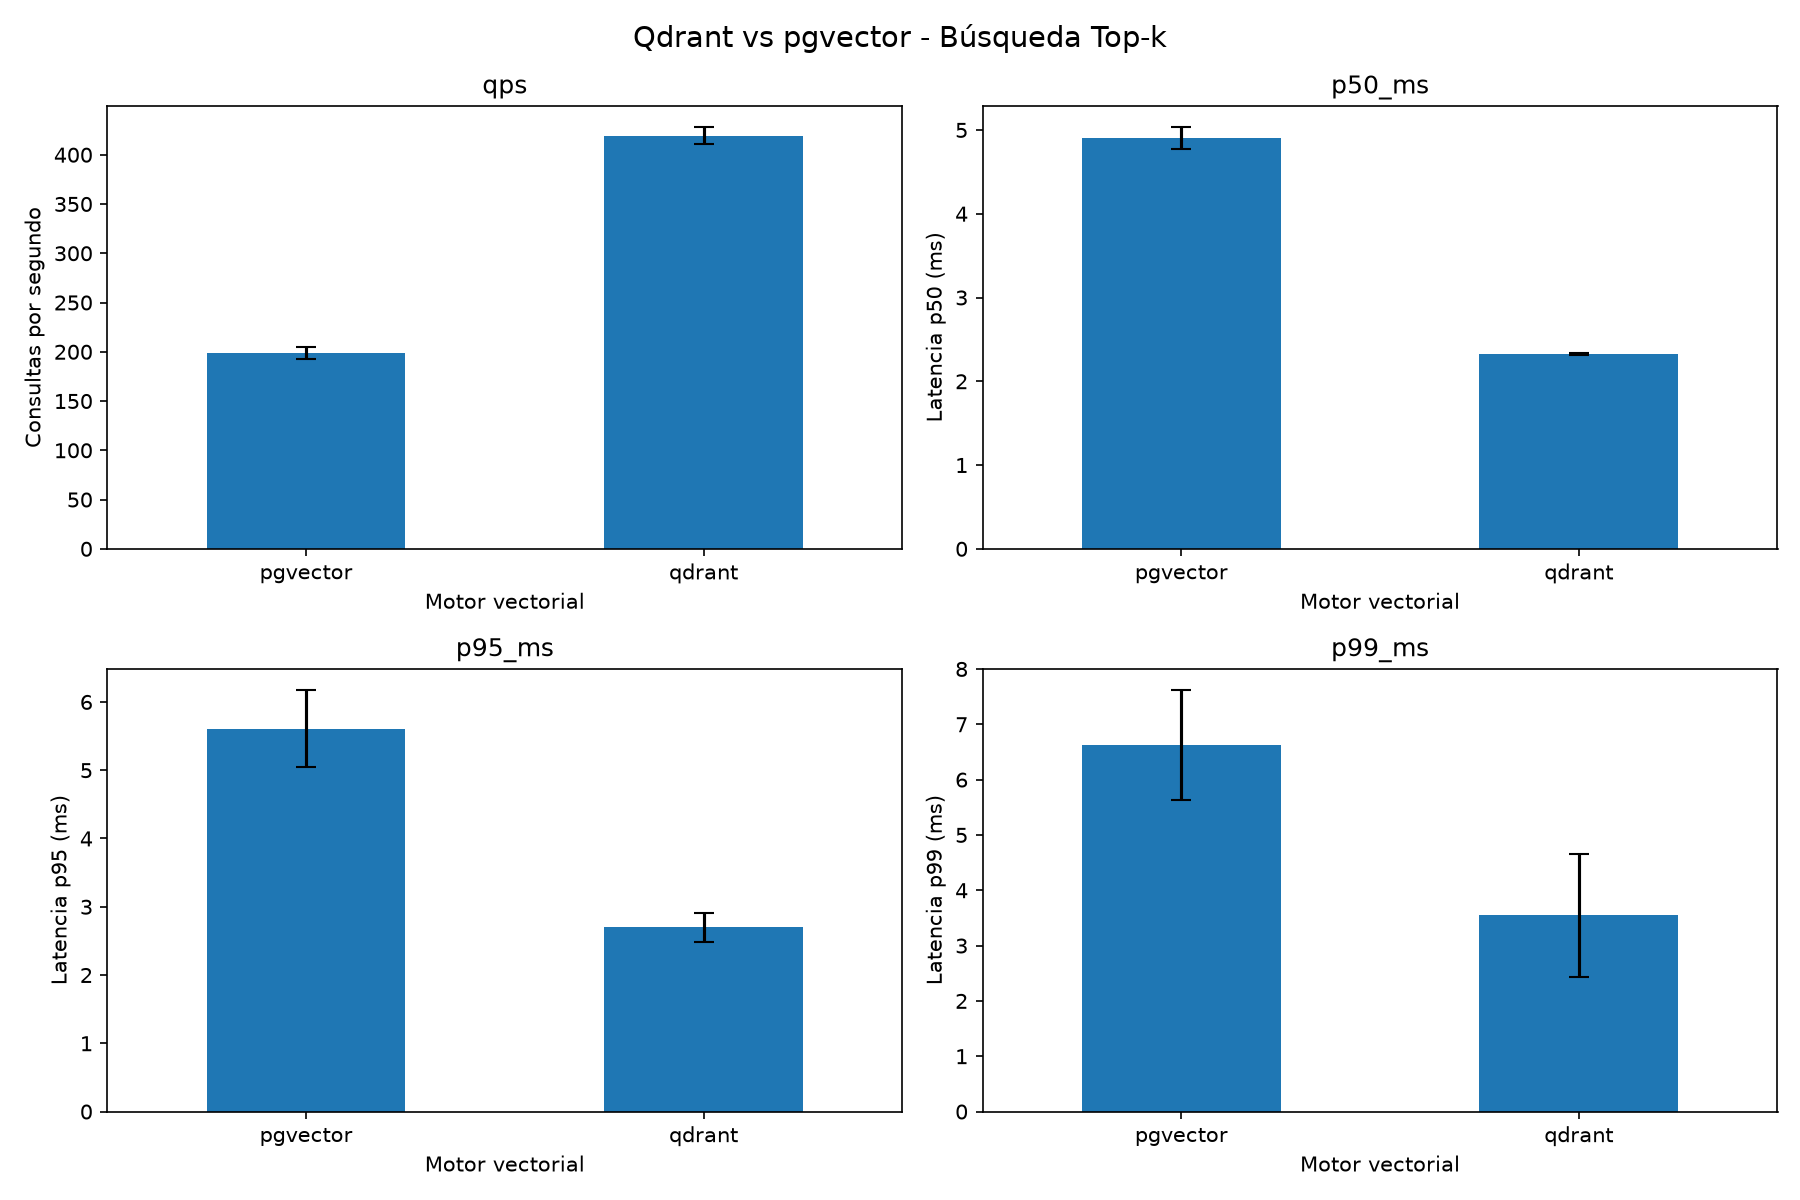 Qdrant vs pgvector - Búsqueda Top-k
qps
Consultas por segundo
400
350
300
250
200
150
100
50
0
pgvector
qdrant
Motor vectorial
p50_ms
Latencia p50 (ms)
5
4
3
2
1
0
pgvector
qdrant
Motor vectorial
p95_ms
Latencia p95 (ms)
6
5
4
3
2
1
0
pgvector
qdrant
Motor vectorial
p99_ms
Latencia p99 (ms)
8
7
6
5
4
3
2
1
0
pgvector
qdrant
Motor vectorial